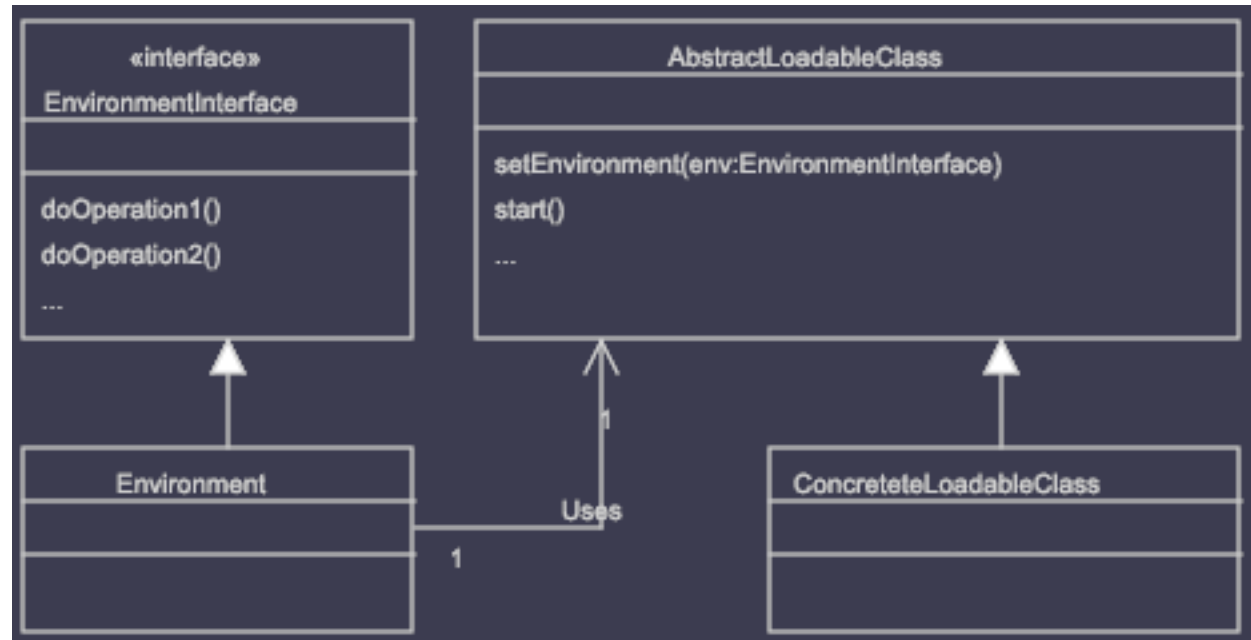 «interface»
EnvironmentInterface
doOperation1()
doOperation2()
...
AbstractLoadableClass
setEnvironment(env:EnvironmentInterface)
start()
...
Environment
1
Uses
1
ConcreteteLoadableClass